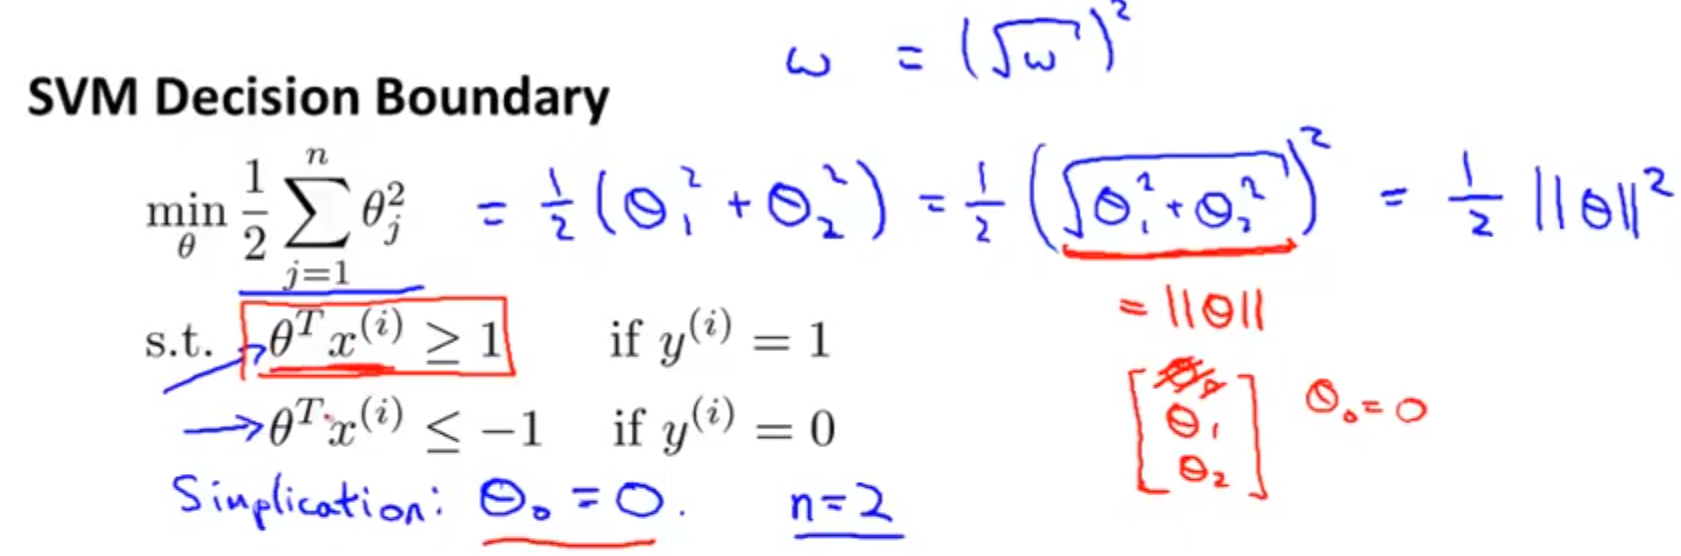 ω = (√ω)²
SVM Decision Boundary
min_θ 1/2 ∑_{j=1}^{n} θ_j² = 1/2 (θ₁² + θ₂²) = 1/2 (√(θ₁² + θ₂²))² = 1/2 ||θ||²
= ||θ||
s.t. θᵀx⁽ⁱ⁾ ≥ 1 if y⁽ⁱ⁾ = 1
→ θᵀx⁽ⁱ⁾ ≤ −1 if y⁽ⁱ⁾ = 0
[θ₀ θ₁ θ₂] θ₀ = 0
Simplication: θ₀ = 0. n = 2